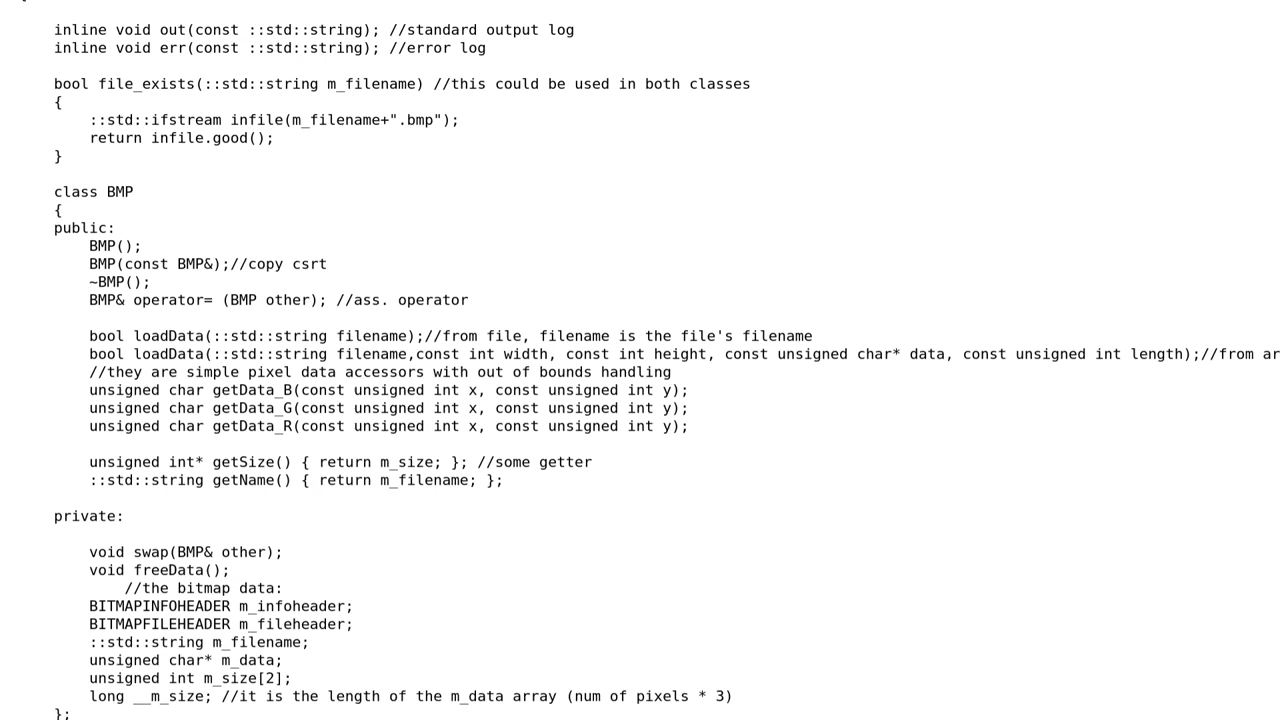 inline void out(const ::std::string); //standard output log
inline void err(const ::std::string); //error log
bool file_exists(::std::string m_filename) //this could be used in both classes
{
::std::ifstream infile(m_filename+".bmp");
return infile.good();
}
class BMP
{
public:
BMP();
BMP(const BMP&);//copy csrt
~BMP();
BMP& operator= (BMP other); //ass. operator
bool loadData(::std::string filename);//from file, filename is the file's filename
bool loadData(::std::string filename,const int width, const int height, const unsigned char* data, const unsigned int length);//from ar
//they are simple pixel data accessors with out of bounds handling
unsigned char getData_B(const unsigned int x, const unsigned int y);
unsigned char getData_G(const unsigned int x, const unsigned int y);
unsigned char getData_R(const unsigned int x, const unsigned int y);
unsigned int* getSize() { return m_size; }; //some getter
::std::string getName() { return m_filename; };
private:
void swap(BMP& other);
void freeData();
//the bitmap data:
BITMAPINFOHEADER m_infoheader;
BITMAPFILEHEADER m_fileheader;
::std::string m_filename;
unsigned char* m_data;
unsigned int m_size[2];
long __m_size; //it is the length of the m_data array (num of pixels * 3)
};